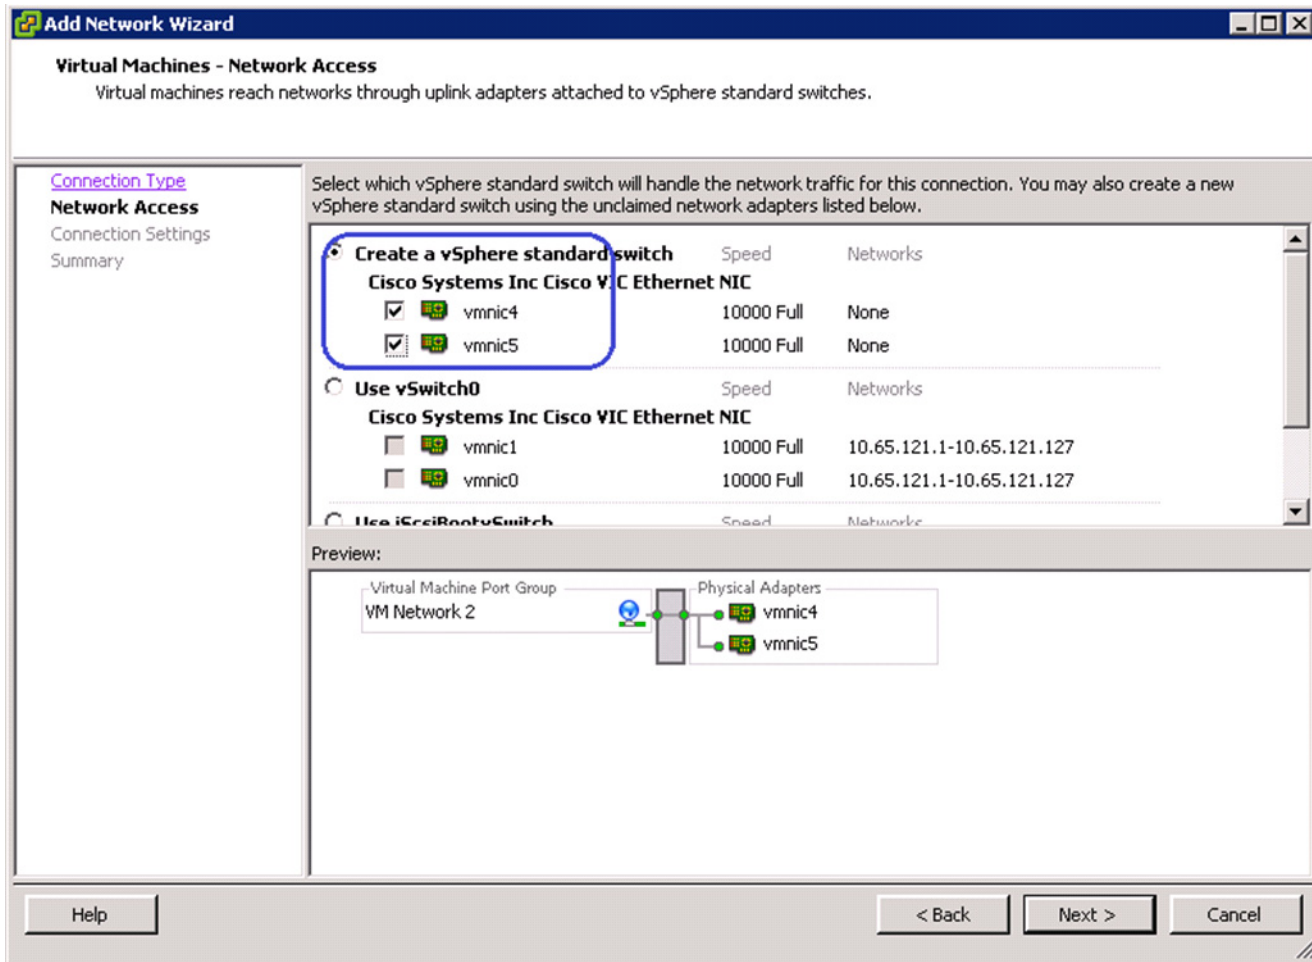 Add Network Wizard
Virtual Machines - Network Access
Virtual machines reach networks through uplink adapters attached to vSphere standard switches.
Connection Type
Network Access
Connection Settings
Summary
Select which vSphere standard switch will handle the network traffic for this connection. You may also create a new
vSphere standard switch using the unclaimed network adapters listed below.
Create a vSphere standard switch Speed Networks
Cisco Systems Inc Cisco VIC Ethernet NIC
vmnic4 10000 Full None
vmnic5 10000 Full None
Use vSwitch0 Speed Networks
Cisco Systems Inc Cisco VIC Ethernet NIC
vmnic1 10000 Full 10.65.121.1-10.65.121.127
vmnic0 10000 Full 10.65.121.1-10.65.121.127
Use iScsiBootvSwitch Speed Networks
Preview:
Virtual Machine Port Group
VM Network 2
Physical Adapters
vmnic4
vmnic5
Help
< Back
Next >
Cancel